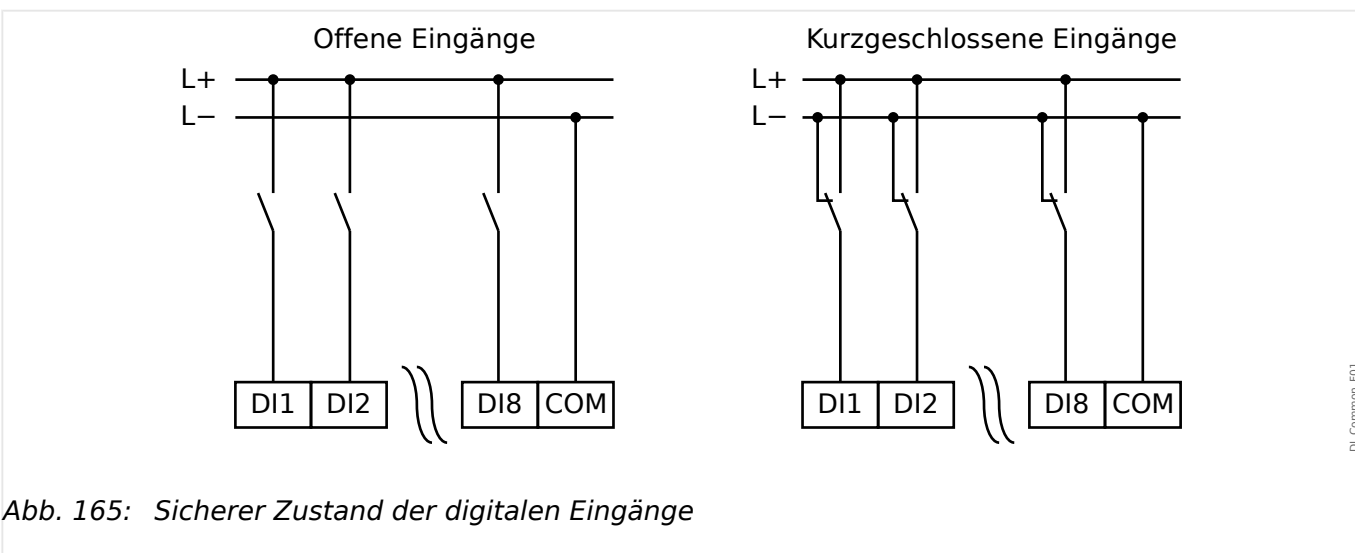 Offene Eingänge
Kurzgeschlossene Eingänge
L+
L−
L+
L−
DI1 DI2 DI8 COM
DI1 DI2 DI8 COM
DI_Common_E01
Abb. 165: Sicherer Zustand der digitalen Eingänge